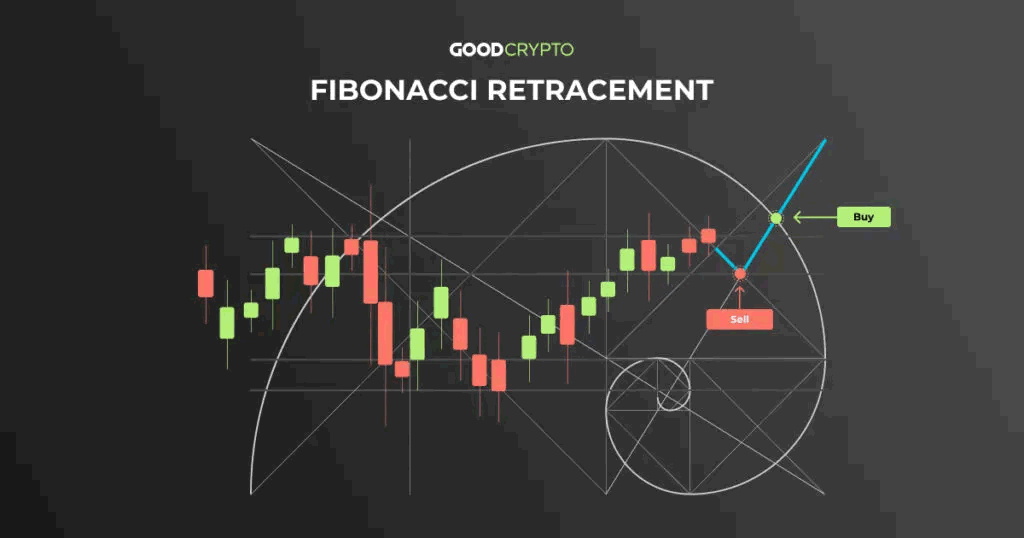 GOODCRYPTO
FIBONACCI RETRACEMENT
Buy
Sell